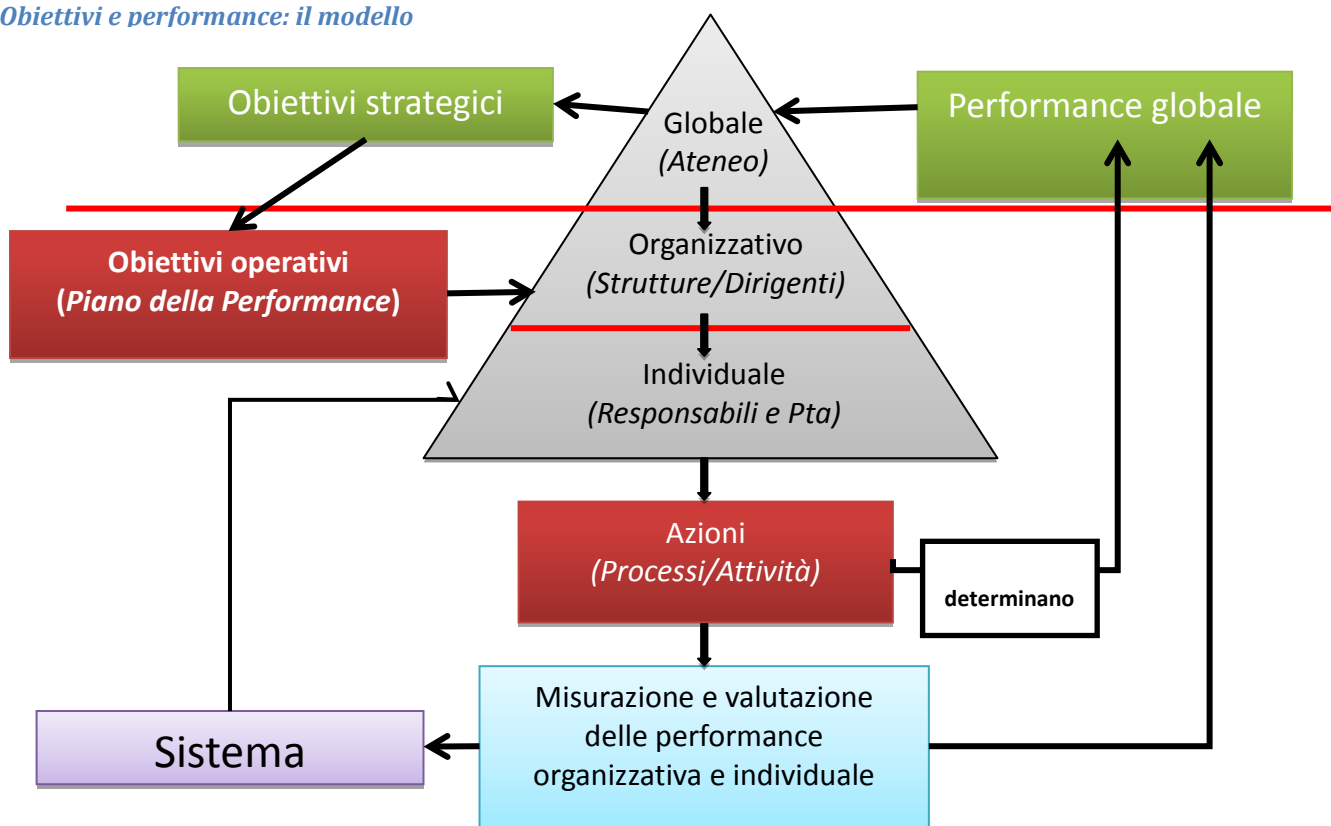 Obiettivi e performance: il modello
Obiettivi strategici
Performance globale
Globale
(Ateneo)
Obiettivi operativi
(Piano della Performance)
Organizzativo
(Strutture/Dirigenti)
Individuale
(Responsabili e Pta)
Azioni
(Processi/Attività)
determinano
Misurazione e valutazione
delle performance
organizzativa e individuale
Sistema